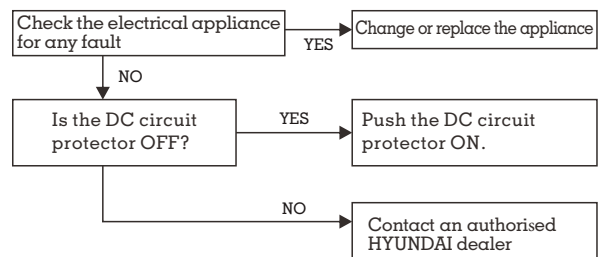 Check the electrical appliance
for any fault
YES
Change or replace the appliance
NO
Is the DC circuit
protector OFF?
YES
Push the DC circuit
protector ON.
NO
Contact an authorised
HYUNDAI dealer